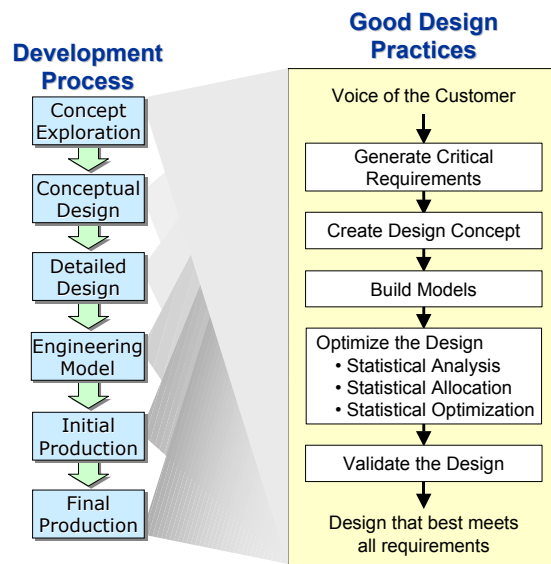 Development
Process
Concept
Exploration
Conceptual
Design
Detailed
Design
Engineering
Model
Initial
Production
Final
Production
Good Design
Practices
Voice of the Customer
Generate Critical
Requirements
Create Design Concept
Build Models
Optimize the Design
• Statistical Analysis
• Statistical Allocation
• Statistical Optimization
Validate the Design
Design that best meets
all requirements